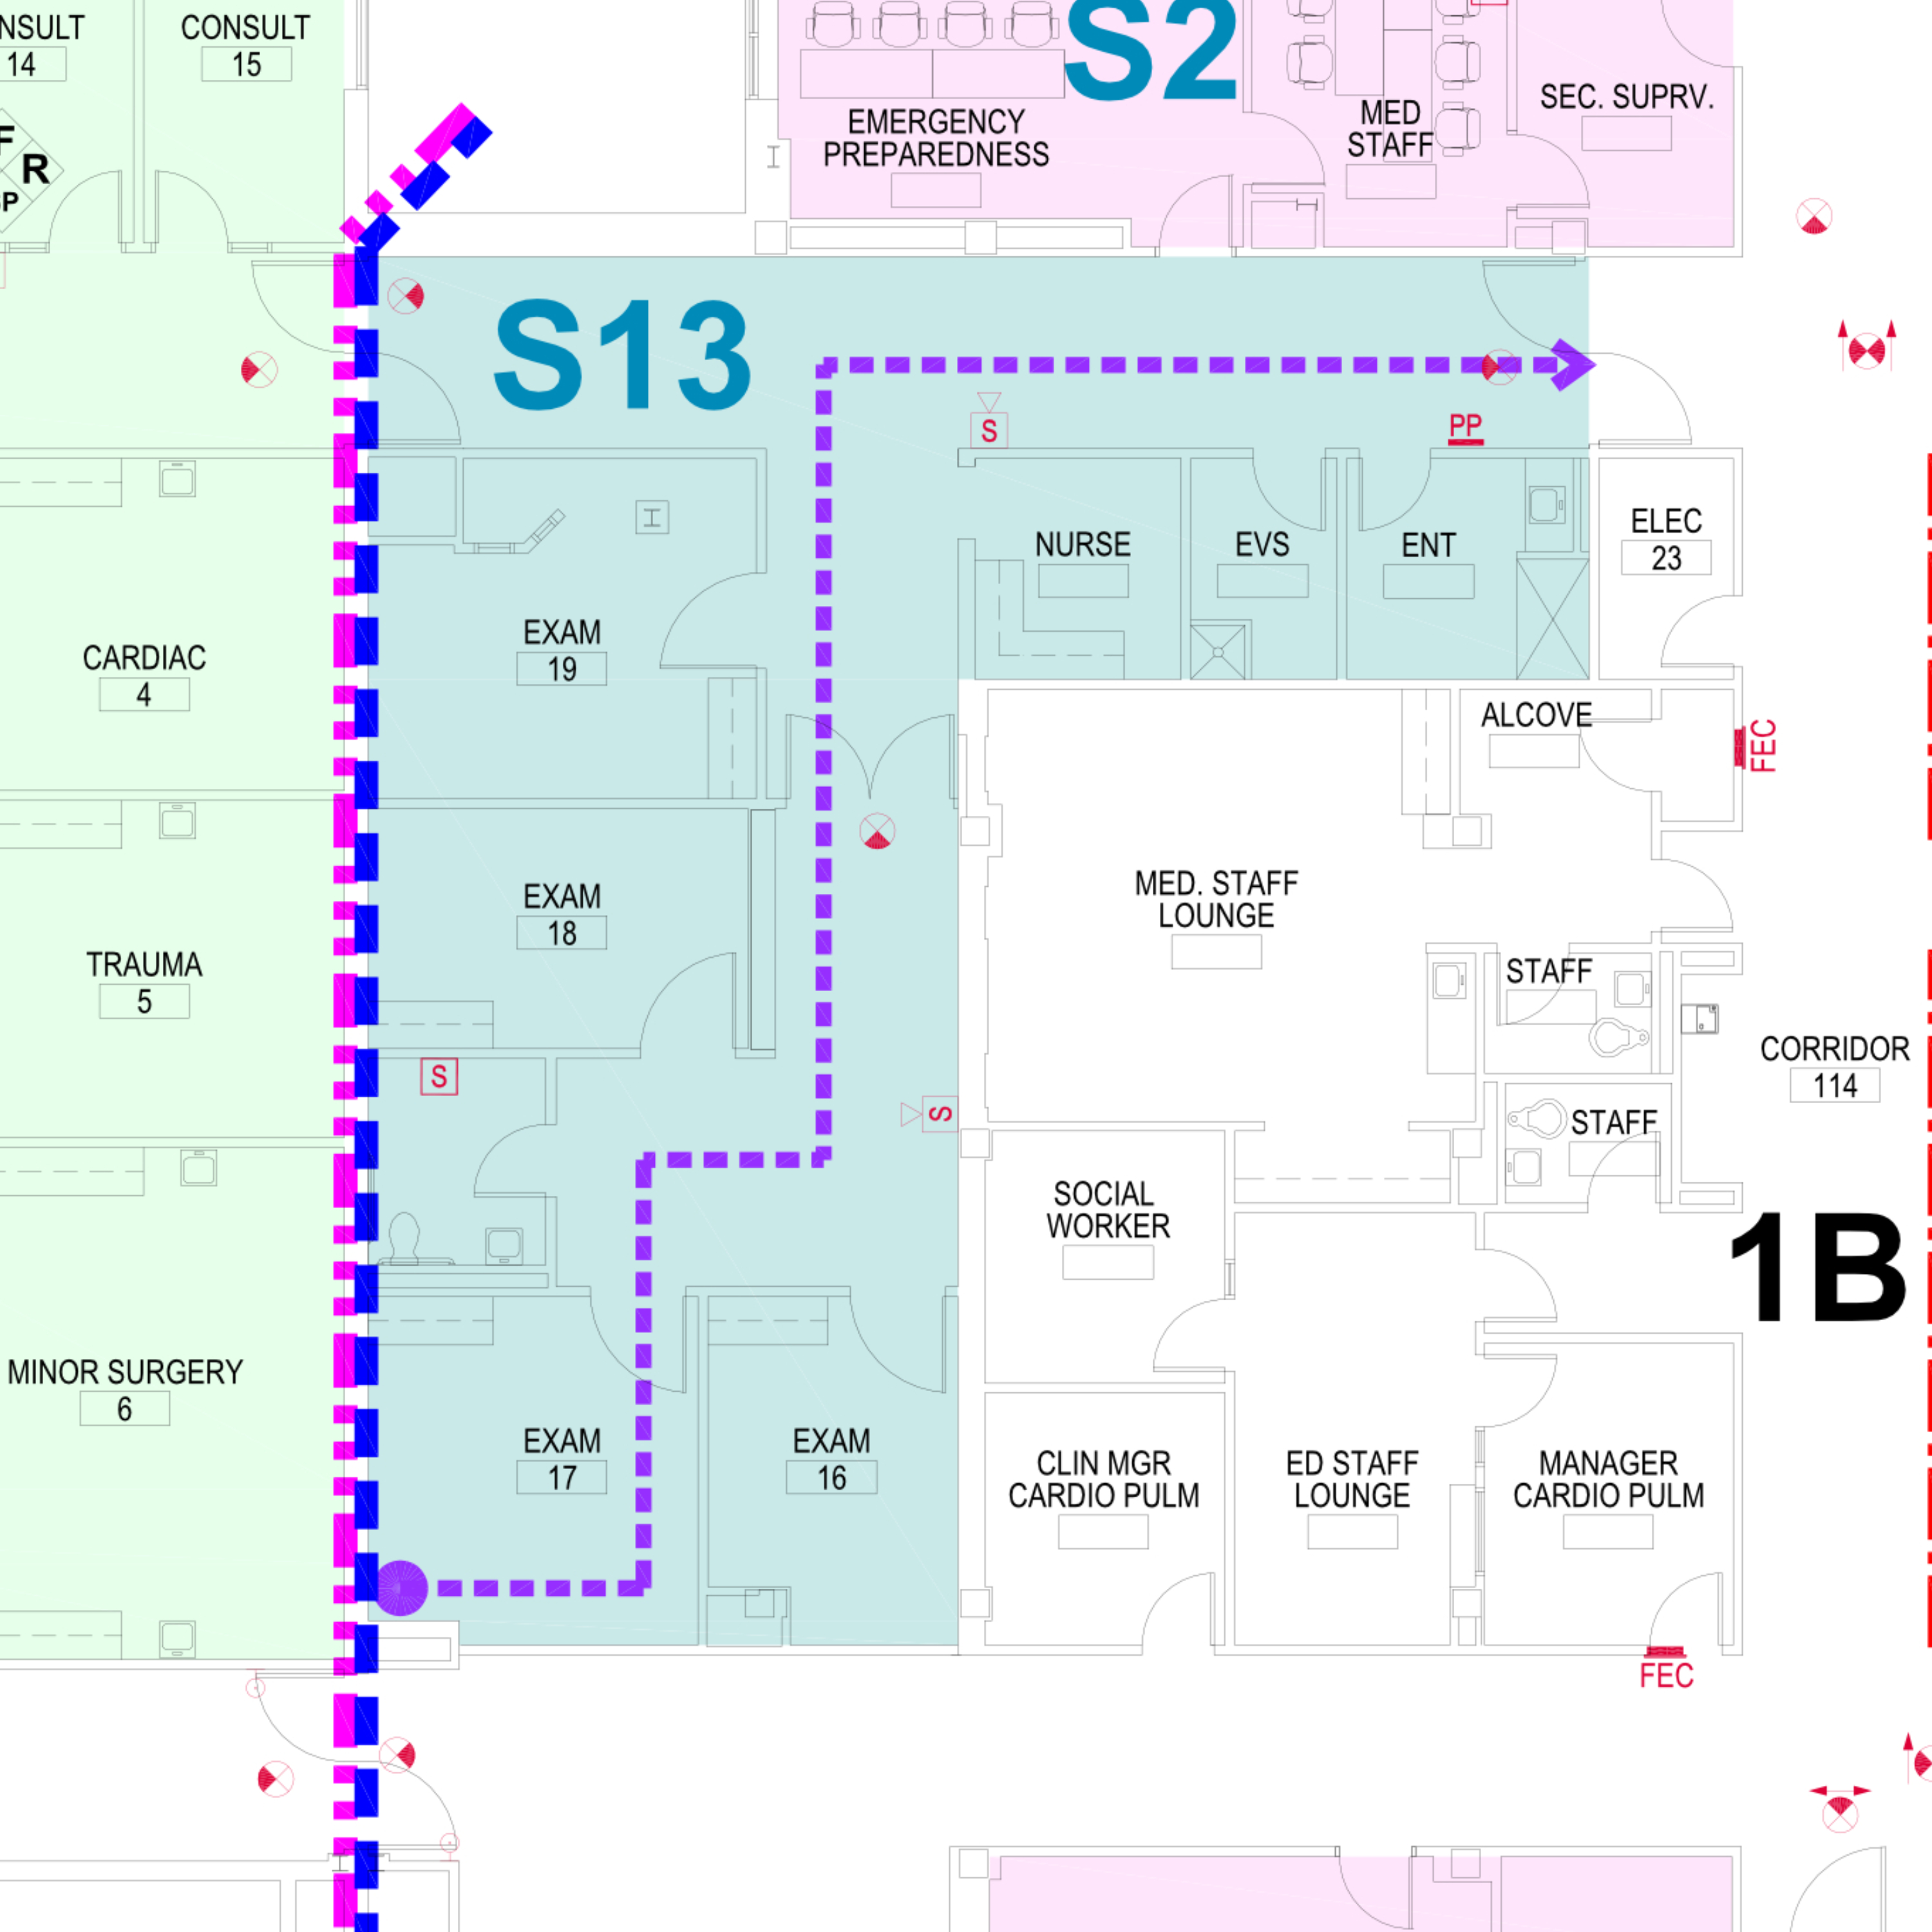 NSULT
14
CONSULT
15
S2
EMERGENCY
PREPAREDNESS
MED
STAFF
SEC. SUPRV.
F
R
P
S13
S
PP
NURSE
EVS
ENT
ELEC
23
EXAM
19
CARDIAC
4
ALCOVE
FEC
EXAM
18
MED. STAFF
LOUNGE
TRAUMA
5
STAFF
CORRIDOR
114
S
S
STAFF
SOCIAL
WORKER
1B
MINOR SURGERY
6
EXAM
17
EXAM
16
CLIN MGR
CARDIO PULM
ED STAFF
LOUNGE
MANAGER
CARDIO PULM
FEC